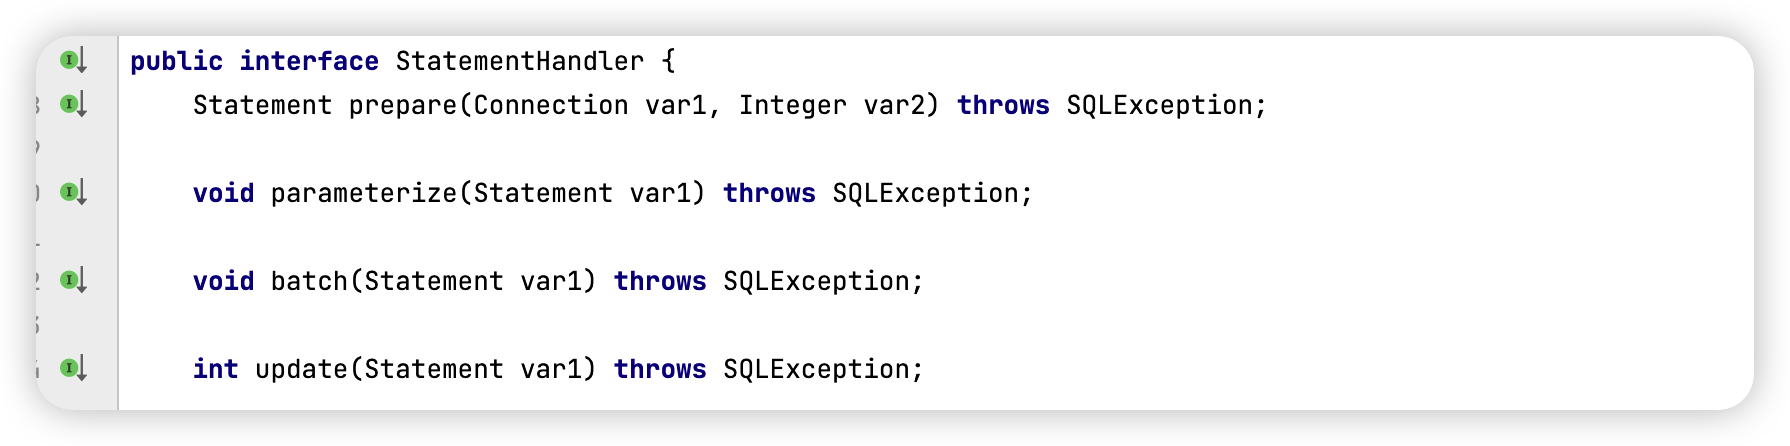 public interface StatementHandler {
Statement prepare(Connection var1, Integer var2) throws SQLException;
void parameterize(Statement var1) throws SQLException;
void batch(Statement var1) throws SQLException;
int update(Statement var1) throws SQLException;